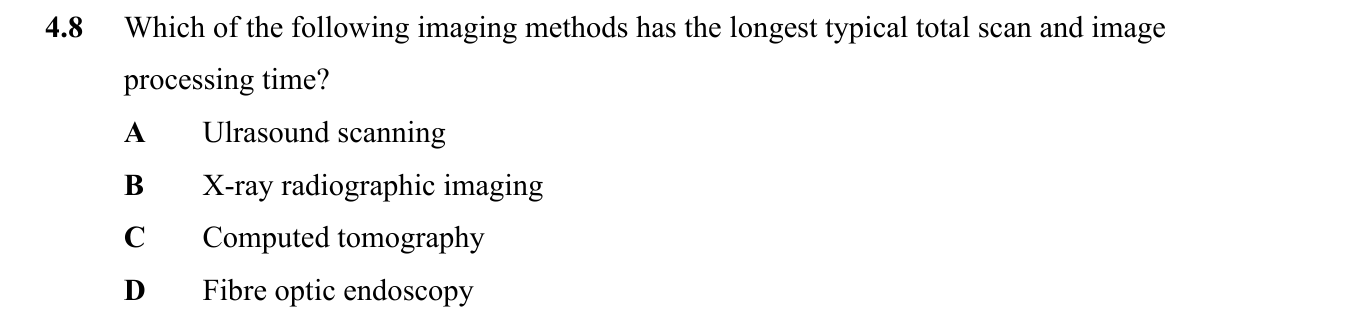 4.8 Which of the following imaging methods has the longest typical total scan and image
processing time?
A Ulrasound scanning
B X-ray radiographic imaging
C Computed tomography
D Fibre optic endoscopy